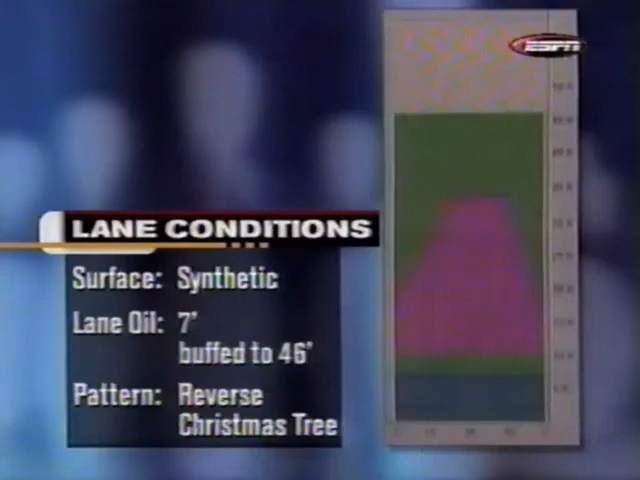 ESPN
LANE CONDITIONS
Surface: Synthetic
Lane Oil: 7'
buffed to 46'
Pattern: Reverse
Christmas Tree